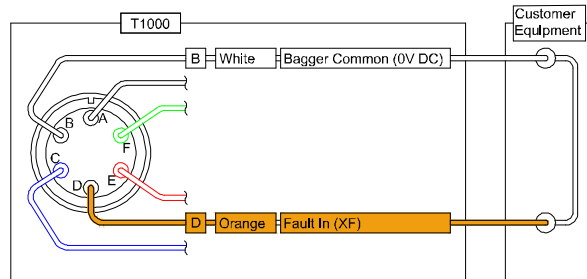 T1000
Customer
Equipment
B White Bagger Common (0V DC)
B
A
F
C
E
D
D Orange Fault In (XF)